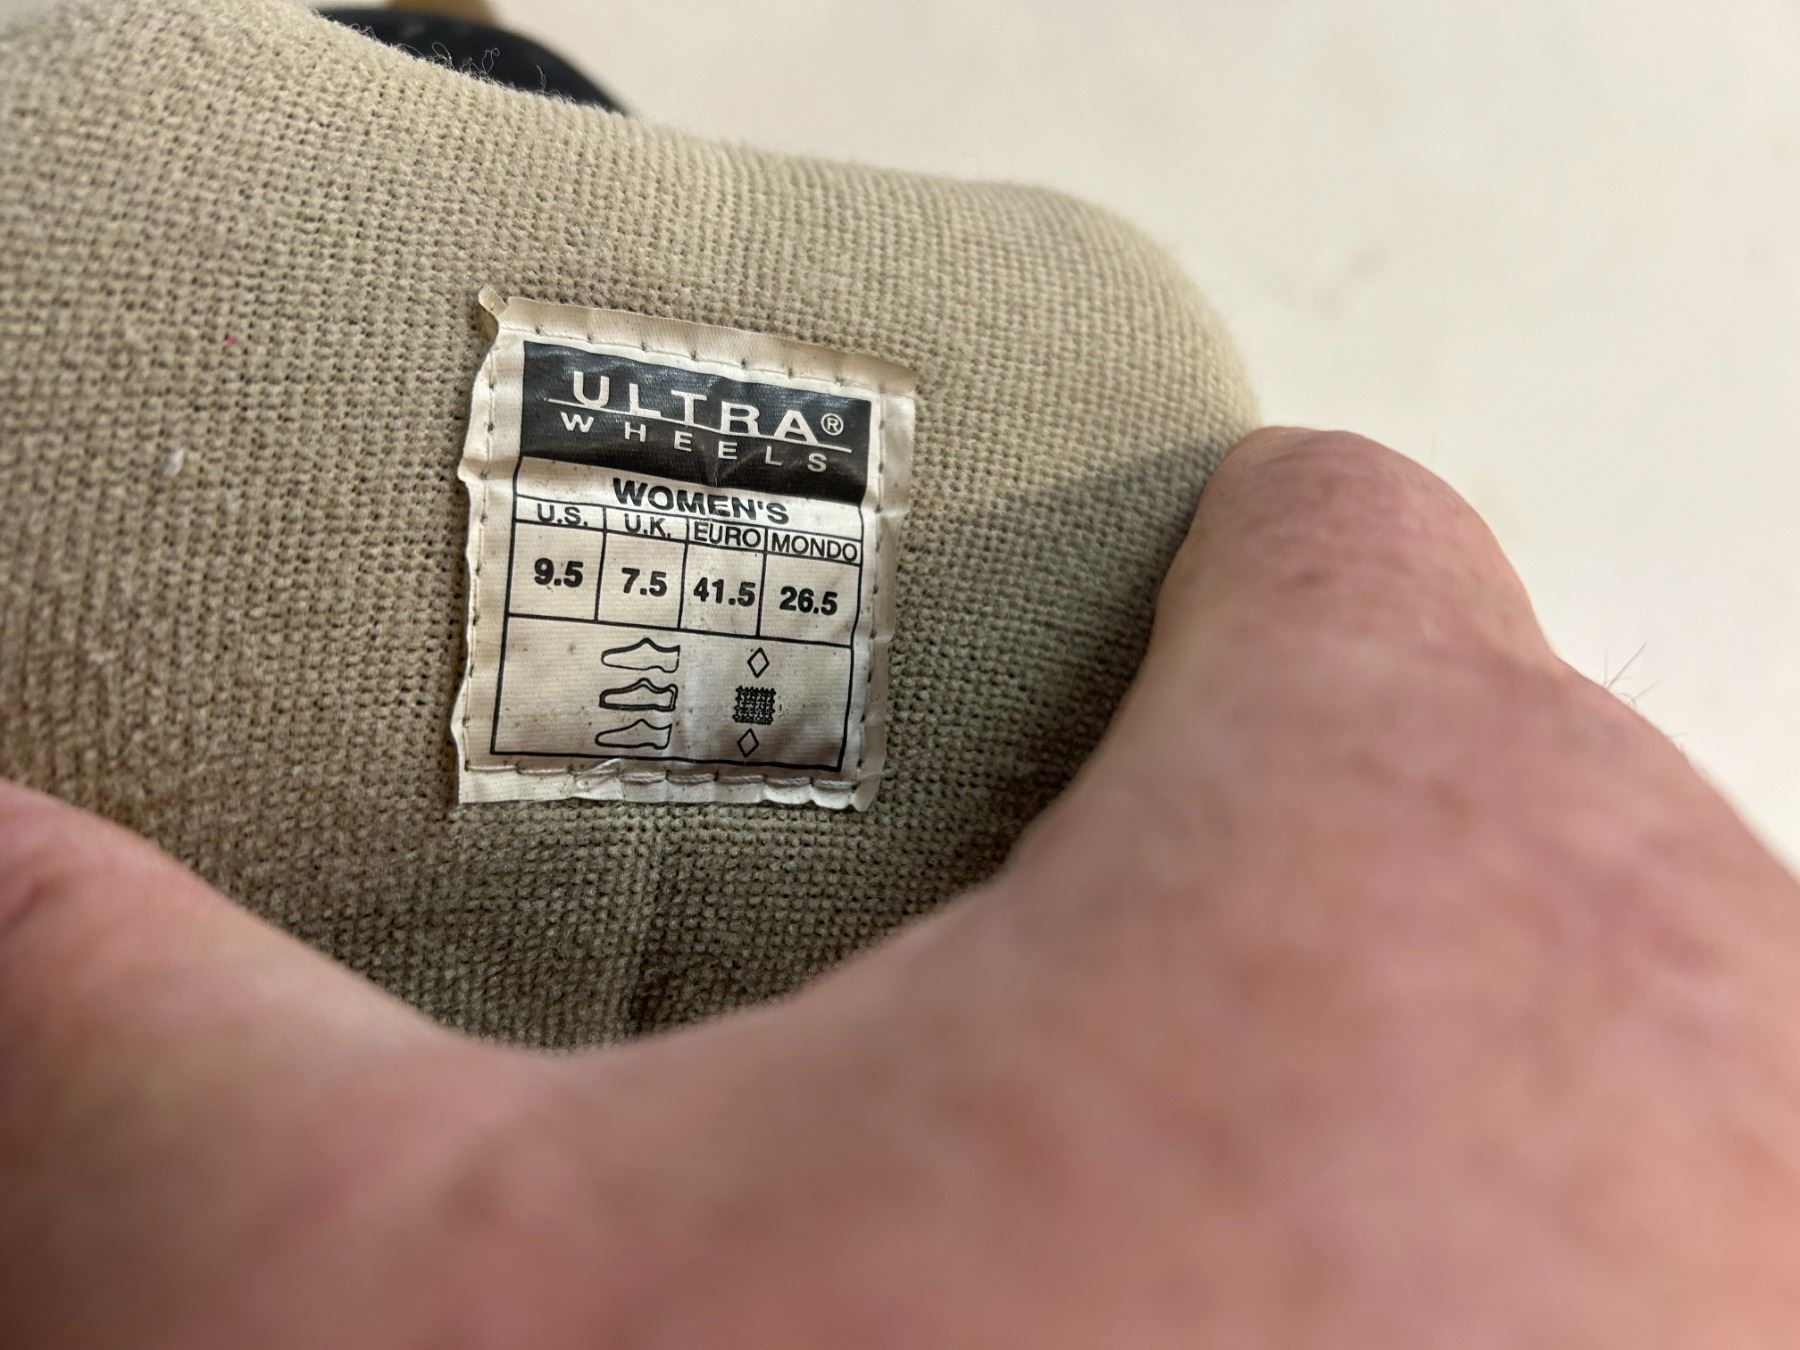 ULTRA®
WHEELS
WOMEN'S
U.S. U.K. EURO MONDO
9.5 7.5 41.5 26.5